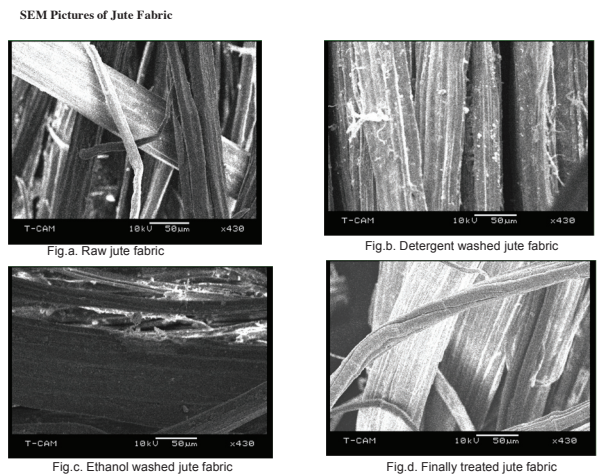 SEM Pictures of Jute Fabric
T-CAM 10kV 50µm x430
Fig.a. Raw jute fabric
T-CAM 10kV 50µm x430
Fig.b. Detergent washed jute fabric
T-CAM 10kV 50µm x430
Fig.c. Ethanol washed jute fabric
T-CAM 10kV 50µm x430
Fig.d. Finally treated jute fabric